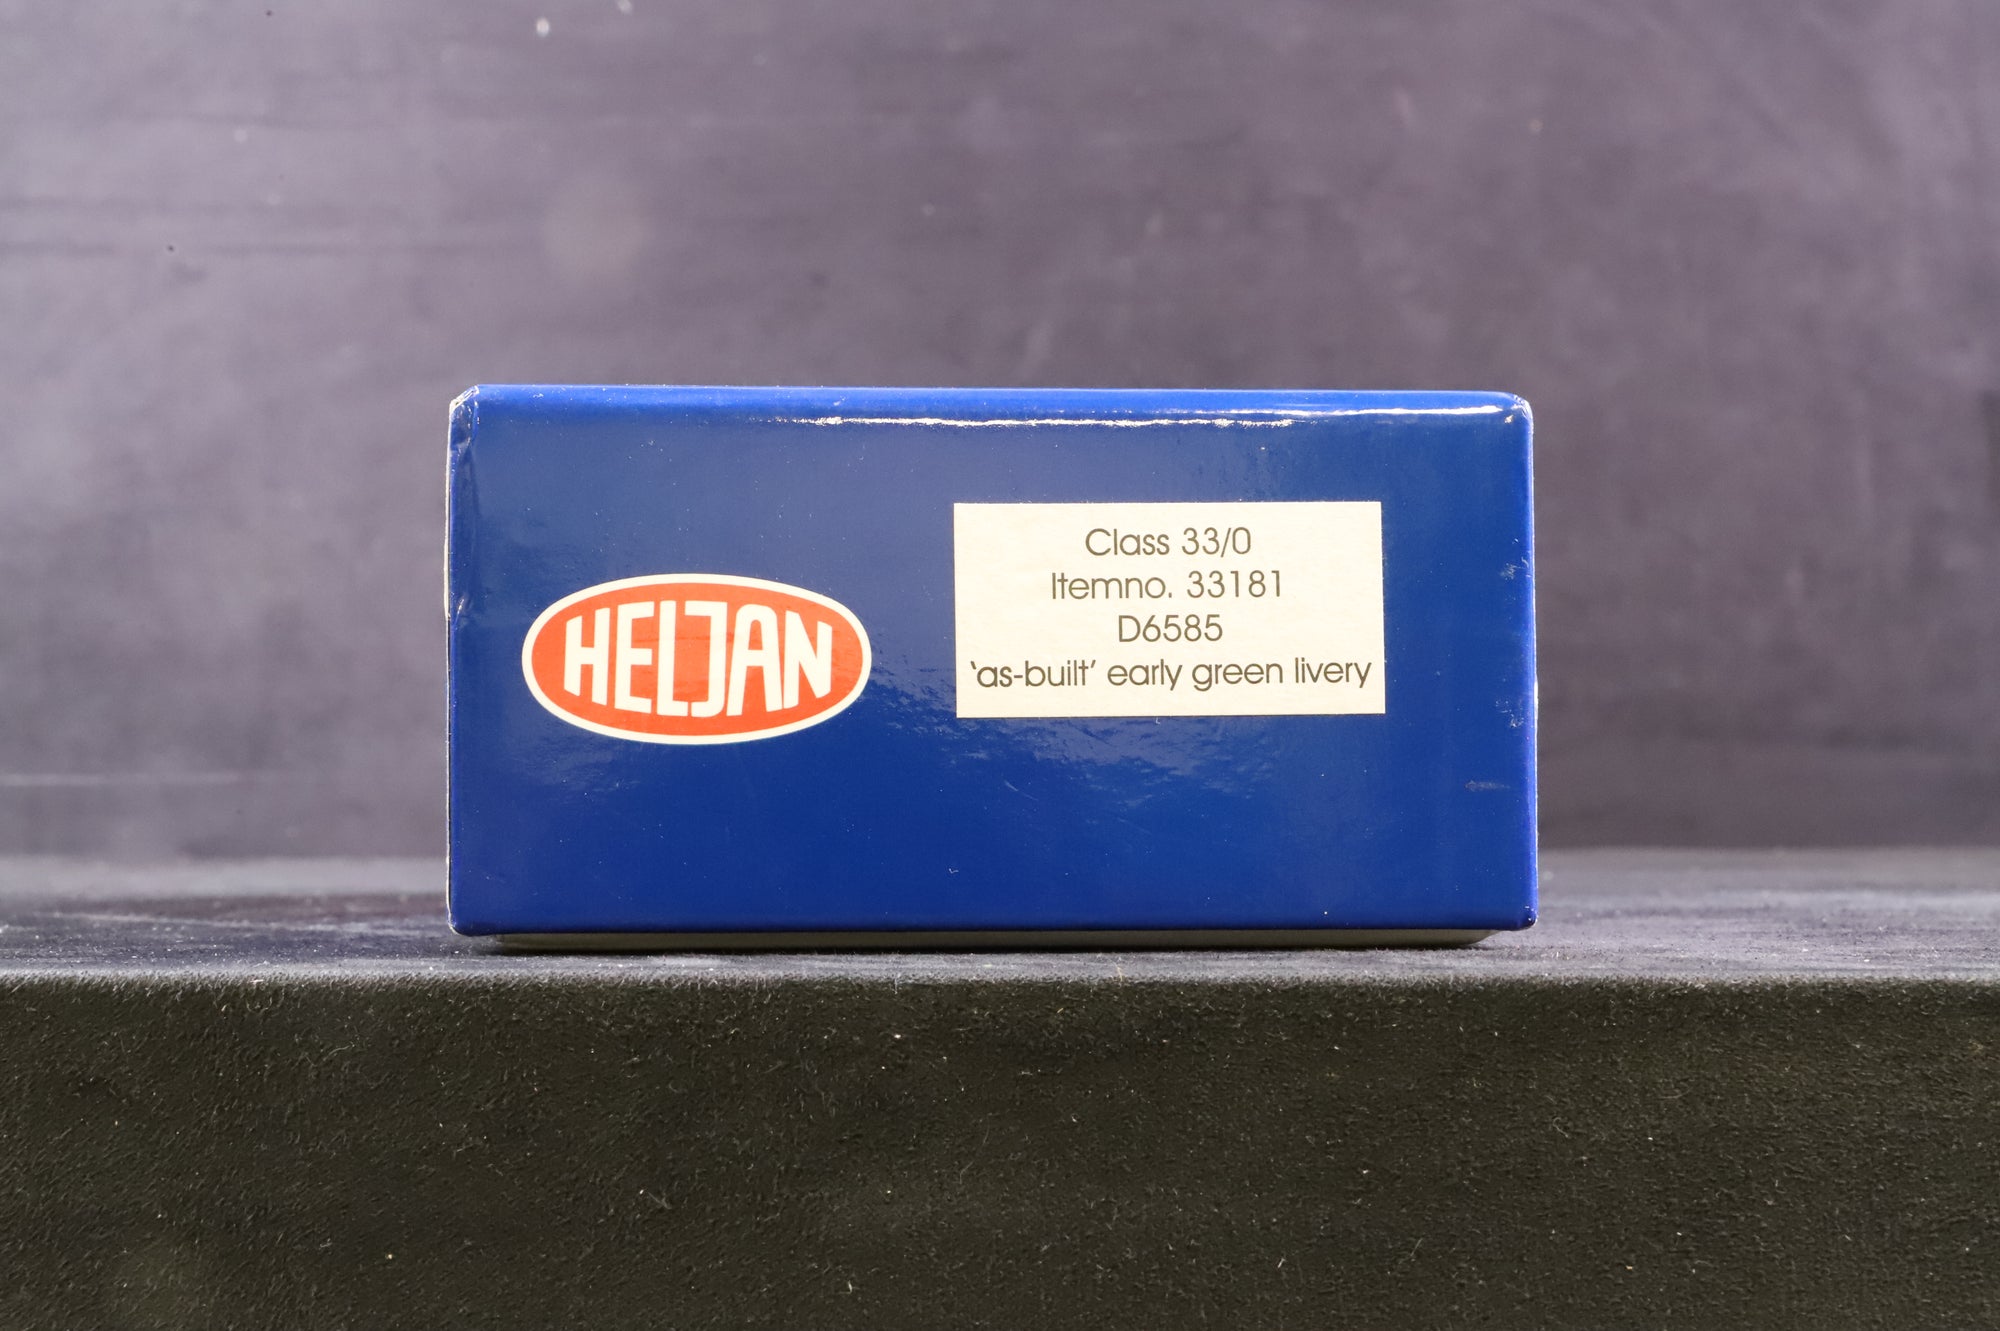 HELJAN
Class 33/0
Itemno. 33181
D6585
‘as-built’ early green livery